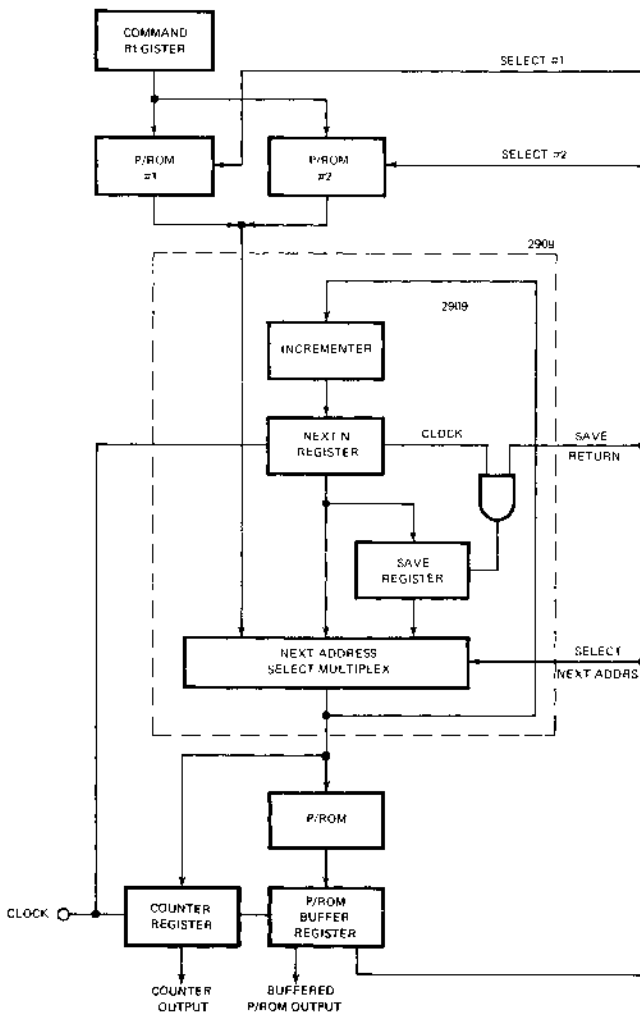 COMMAND
REGISTER
SELECT #1
P/ROM
#1
P/ROM
#2
SELECT #2
2909
2909
INCREMENTER
NEXT N
REGISTER
CLOCK
SAVE
RETURN
SAVE
REGISTER
NEXT ADDRESS
SELECT MULTIPLEX
SELECT
NEXT ADDRS
P/ROM
CLOCK
COUNTER
REGISTER
P/ROM
BUFFER
REGISTER
COUNTER
OUTPUT
BUFFERED
P/ROM OUTPUT